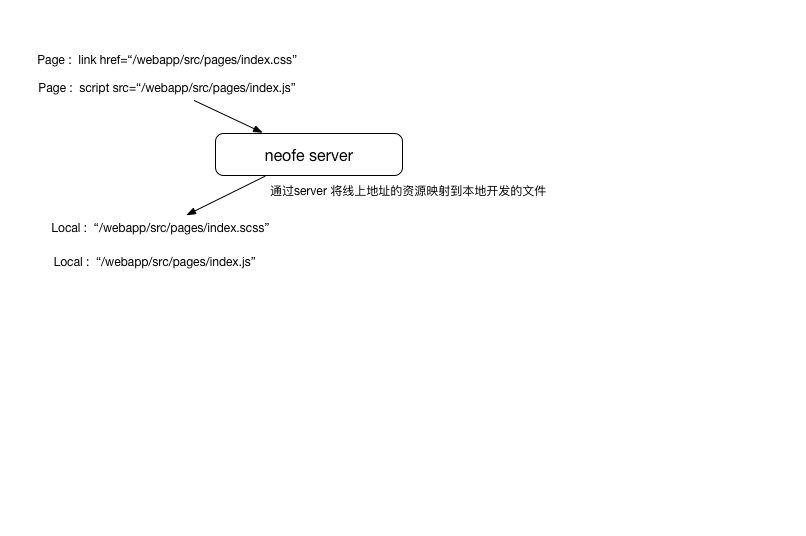 Page :  link href=“/webapp/src/pages/index.css”
Page :  script src=“/webapp/src/pages/index.js”
neofe server
通过server 将线上地址的资源映射到本地开发的文件
Local :  “/webapp/src/pages/index.scss”
Local :  “/webapp/src/pages/index.js”